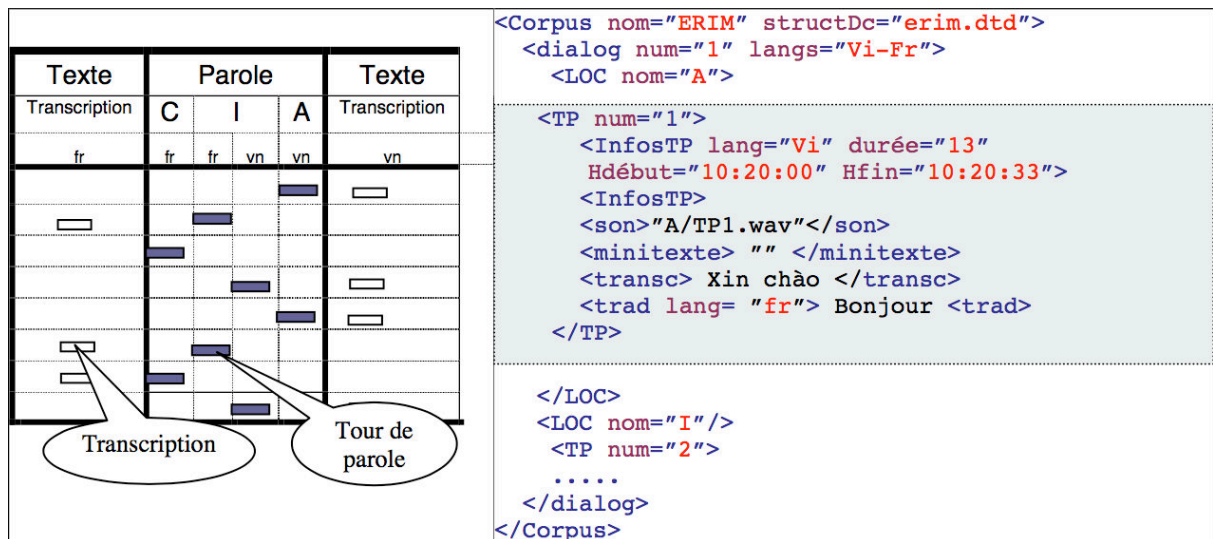 Texte Parole Texte
Transcription C I A Transcription
fr fr fr vn vn vn
Transcription
Tour de
parole
<Corpus nom="ERIM" structDc="erim.dtd">
<dialog num="1" langs="Vi-Fr">
<LOC nom="A">
<TP num="1">
<InfosTP lang="Vi" durée="13"
Hdébut="10:20:00" Hfin="10:20:33">
<InfosTP>
<son>"A/TP1.wav"</son>
<minitexte> "" </minitexte>
<transc> Xin chào </transc>
<trad lang= "fr"> Bonjour <trad>
</TP>
</LOC>
<LOC nom="I"/>
<TP num="2">
.....
</dialog>
</Corpus>